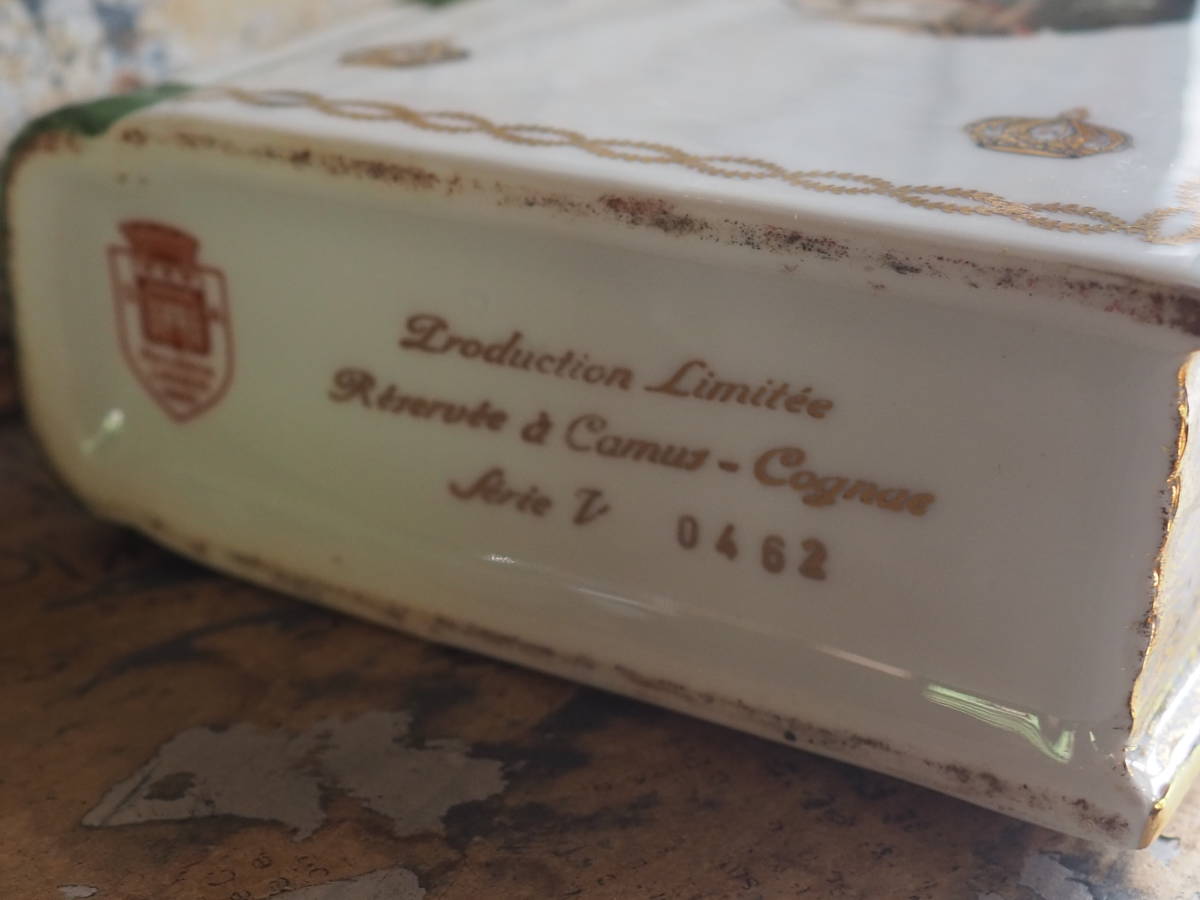 Production Limitée
Réservée à Camus - Cognac
Série V 0462